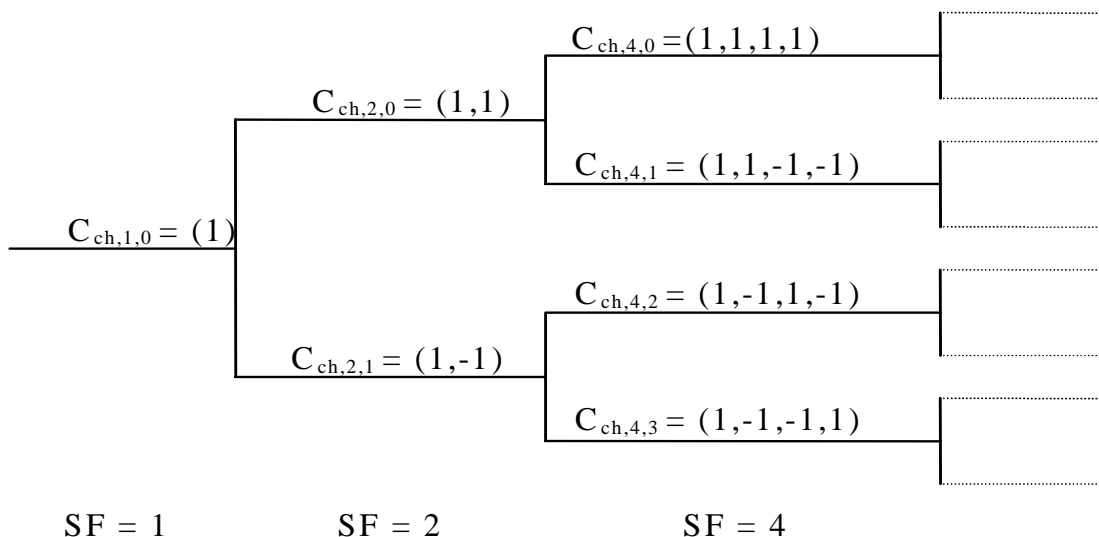 C ch,4,0 =(1,1,1,1)
C ch,2,0 = (1,1)
C ch,4,1 = (1,1,-1,-1)
C ch,1,0 = (1)
C ch,4,2 = (1,-1,1,-1)
C ch,2,1 = (1,-1)
C ch,4,3 = (1,-1,-1,1)
SF = 1 SF = 2 SF = 4